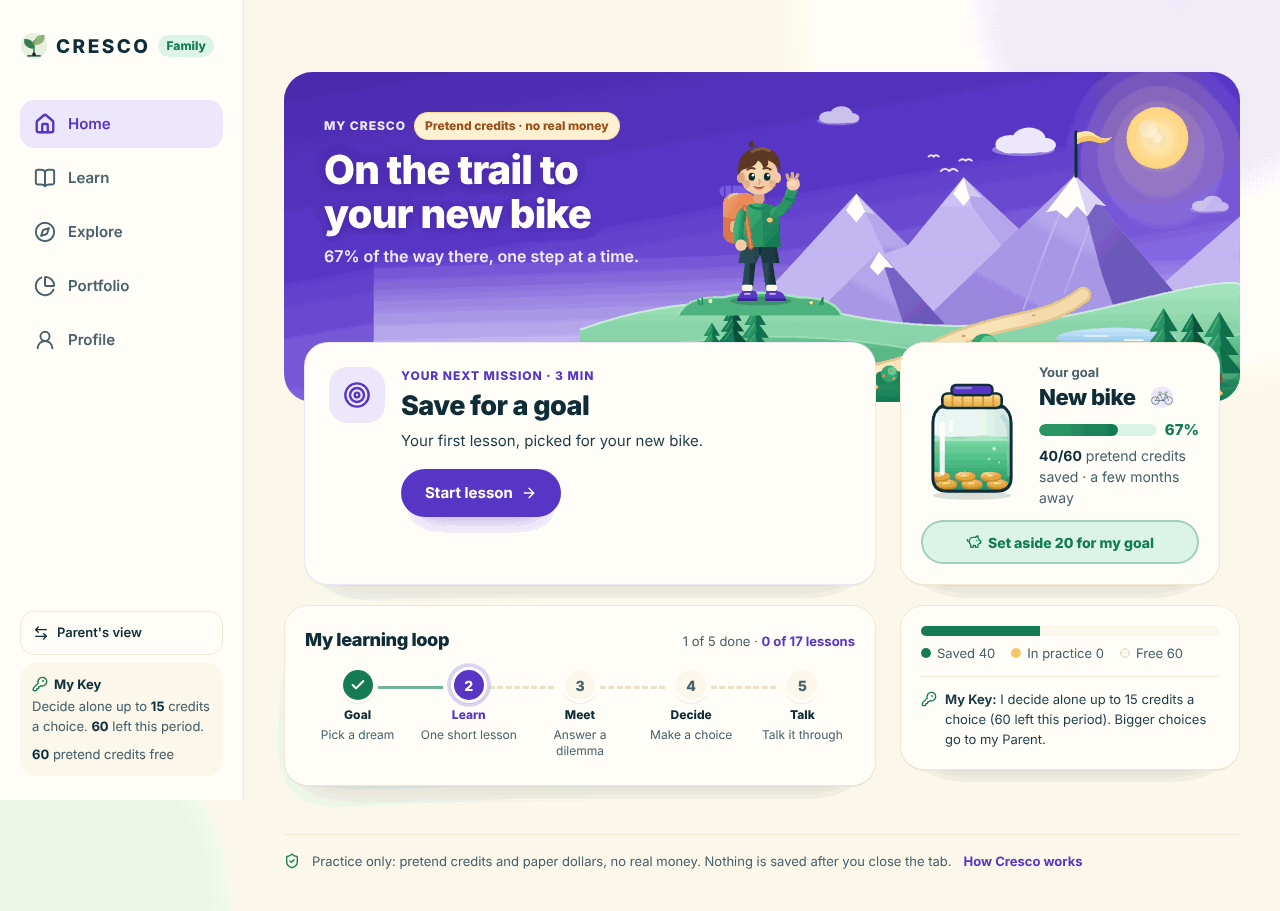 CRESCO Family
Home
Learn
Explore
Portfolio
Profile
Parent's view
My Key
Decide alone up to 15 credits
a choice. 60 left this period.
60 pretend credits free
MY CRESCO Pretend credits · no real money
On the trail to
your new bike
67% of the way there, one step at a time.
YOUR NEXT MISSION · 3 MIN
Save for a goal
Your first lesson, picked for your new bike.
Start lesson
Your goal
New bike
67%
40/60 pretend credits
saved · a few months
away
Set aside 20 for my goal
My learning loop
1 of 5 done · 0 of 17 lessons
2 3 4 5
Goal Learn Meet Decide Talk
Pick a dream One short lesson Answer a Make a choice Talk it through
dilemma
Saved 40 In practice 0 Free 60
My Key: I decide alone up to 15 credits a
choice (60 left this period). Bigger choices
go to my Parent.
Practice only: pretend credits and paper dollars, no real money. Nothing is saved after you close the tab. How Cresco works